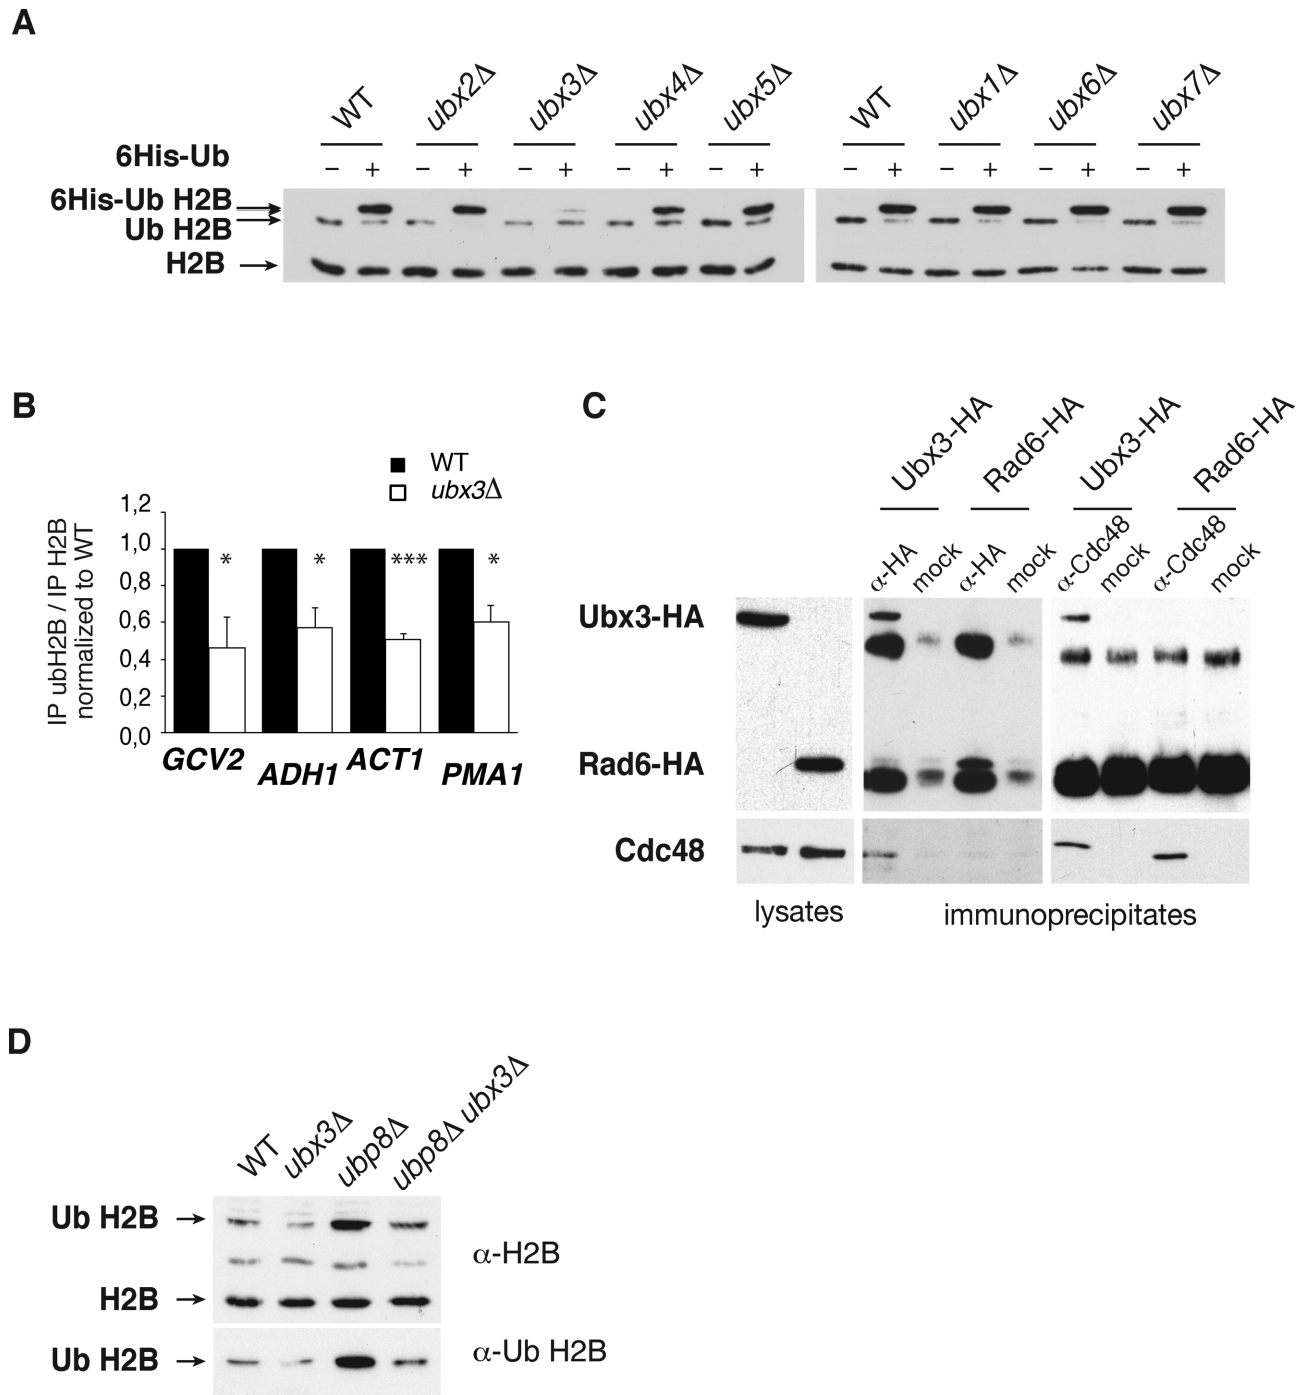 A
WT ubx2Δ ubx3Δ ubx4Δ ubx5Δ WT ubx1Δ ubx6Δ ubx7Δ
6His-Ub − + − + − + − + − + − + − + − + − +
6His-Ub H2B
Ub H2B
H2B
B
WT
ubx3Δ
IP ubH2B / IP H2B
normalized to WT
1,2
1,0
0,8
0,6
0,4
0,2
0,0
* * *** *
GCV2 ADH1 ACT1 PMA1
C
Ubx3-HA Rad6-HA Ubx3-HA Rad6-HA
α-HA mock α-HA mock α-Cdc48 mock α-Cdc48 mock
Ubx3-HA
Rad6-HA
Cdc48
lysates immunoprecipitates
D
WT ubx3Δ ubp8Δ ubp8Δ ubx3Δ
Ub H2B
α-H2B
H2B
Ub H2B α-Ub H2B